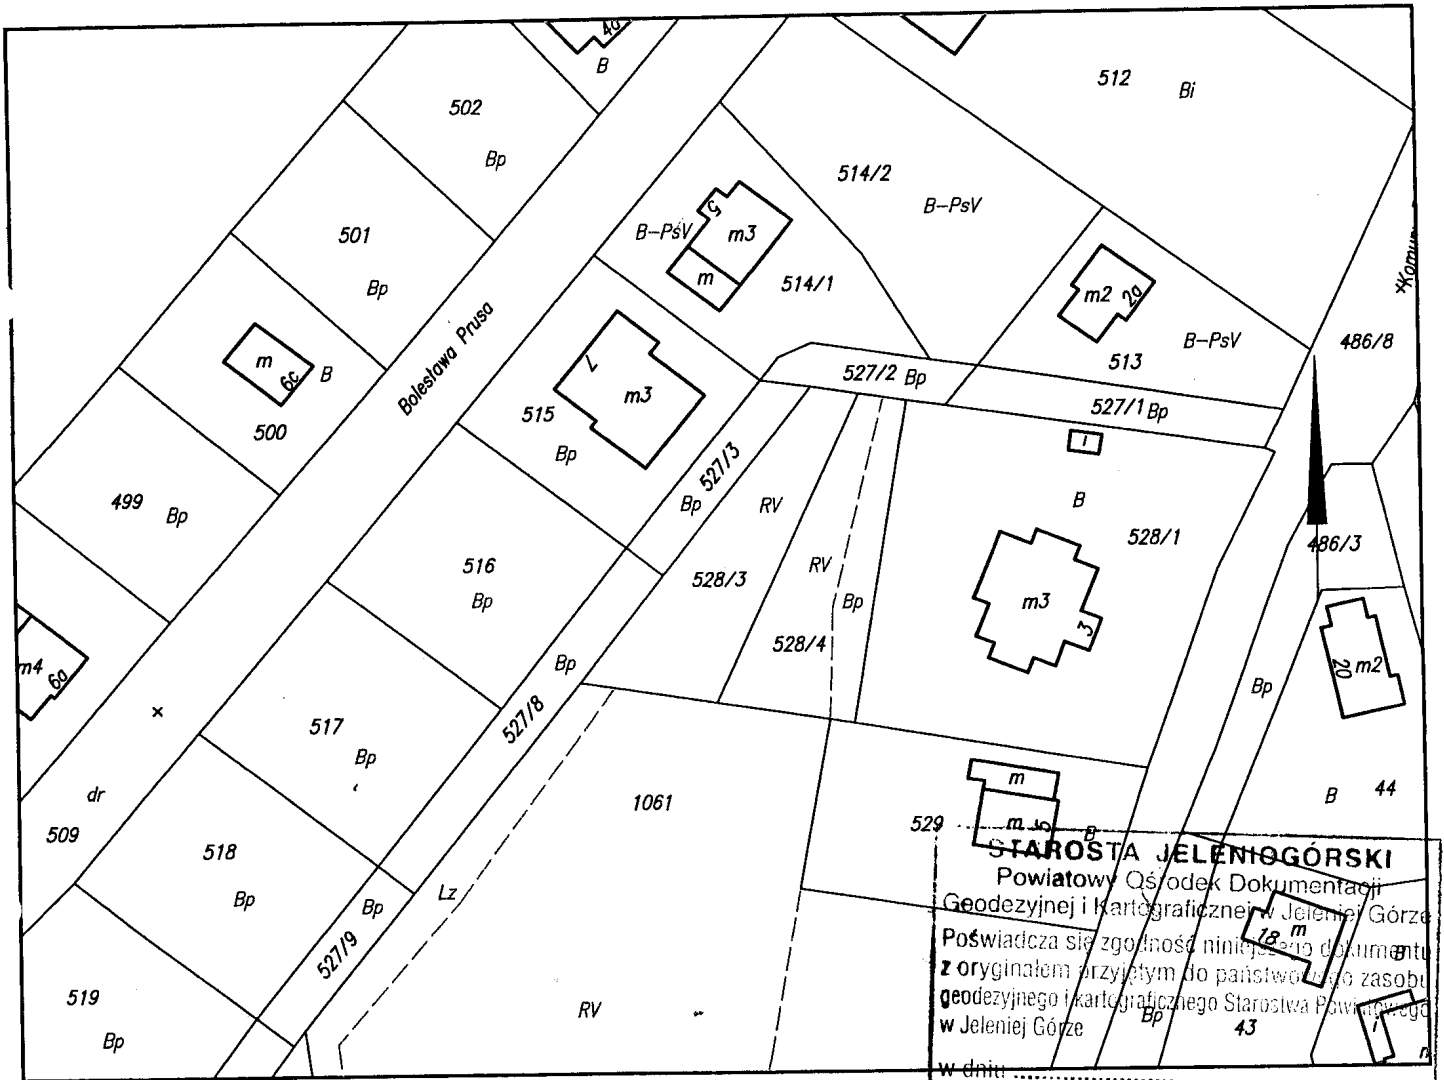 4a
B
502
Bp
512
Bi
514/2
B-PsV
501
Bp
B-PsV
5
m3
m
514/1
m2
2a
B-PsV
513
486/8
Bolesława Prusa
m
6c
B
500
7
m3
515
Bp
527/2 Bp
527/1 Bp
i
499
Bp
527/3
Bp
RV
B
528/1
486/3
516
Bp
528/3
RV
Bp
528/4
m3
3
m4
6a
Bp
527/8
Bp
20
m2
517
Bp
dr
509
1061
m
529
m
5
B
B
44
518
Bp
Bp
Lz
527/9
519
Bp
RV
STAROSTA JELENIOGÓRSKI
Powiatowy Ośrodek Dokumentacji
Geodezyjnej i Kartograficznej w Jeleniej Górze
Poświadcza się zgodność niniejszego dokumentu
z oryginałem przyjętym do państwowego zasobu
geodezyjnego i kartograficznego Starostwa Powiatowego
w Jeleniej Górze
w dniu ..............................
18
m
B
Bp
43
i